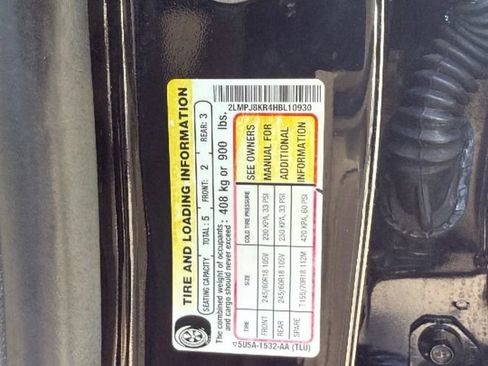 2LMPJ8KR4HBL10930
TIRE AND LOADING INFORMATION
SEATING CAPACITY TOTAL: 5 FRONT: 2 REAR: 3
The combined weight of occupants
and cargo should never exceed: 408 kg or 900 lbs.
TIRE SIZE COLD TIRE PRESSURE SEE OWNERS
FRONT 245/60R18 105V 230 KPA, 33 PSI MANUAL FOR
REAR 245/60R18 105V 230 KPA, 33 PSI ADDITIONAL
SPARE T155/70R18 112M 420 KPA, 60 PSI INFORMATION
5USA-1532-AA (TLU)